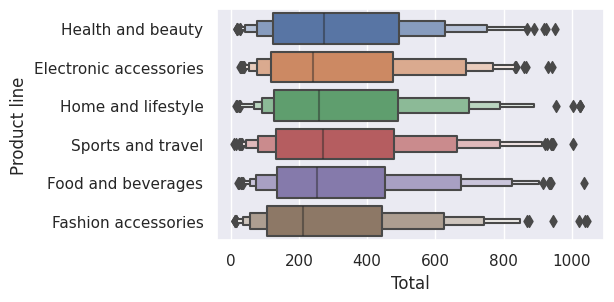 Product line
Health and beauty
Electronic accessories
Home and lifestyle
Sports and travel
Food and beverages
Fashion accessories
0 200 400 600 800 1000
Total